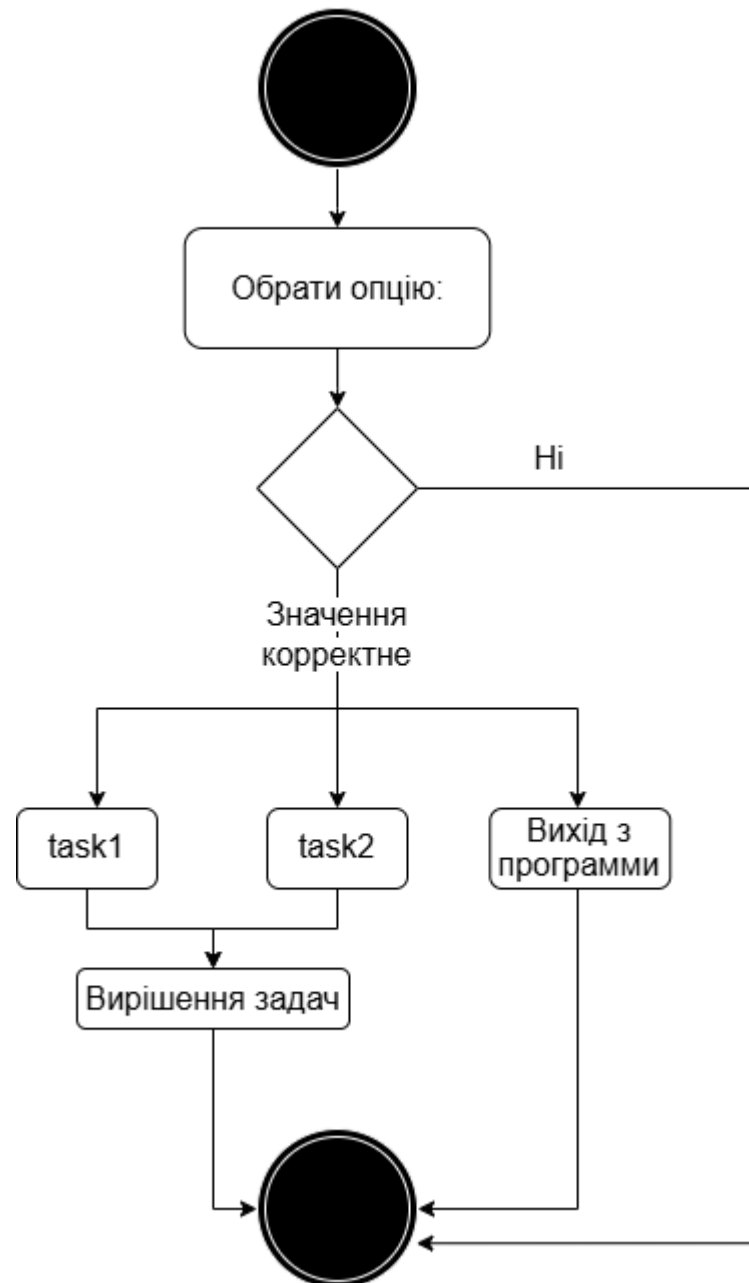 Обрати опцію:
Ні
Значення
корректне
task1
task2
Вихід з
программи
Вирішення задач